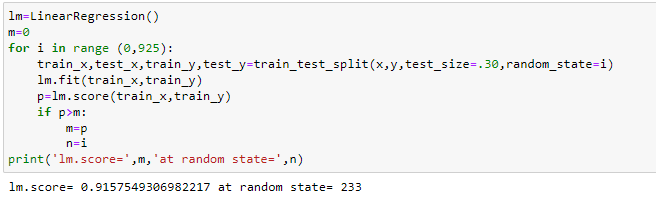 lm=LinearRegression()
m=0
for i in range (0,925):
    train_x,test_x,train_y,test_y=train_test_split(x,y,test_size=.30,random_state=i)
    lm.fit(train_x,train_y)
    p=lm.score(train_x,train_y)
    if p>m:
        m=p
        n=i
print('lm.score=',m,'at random state=',n)
lm.score= 0.9157549306982217 at random state= 233